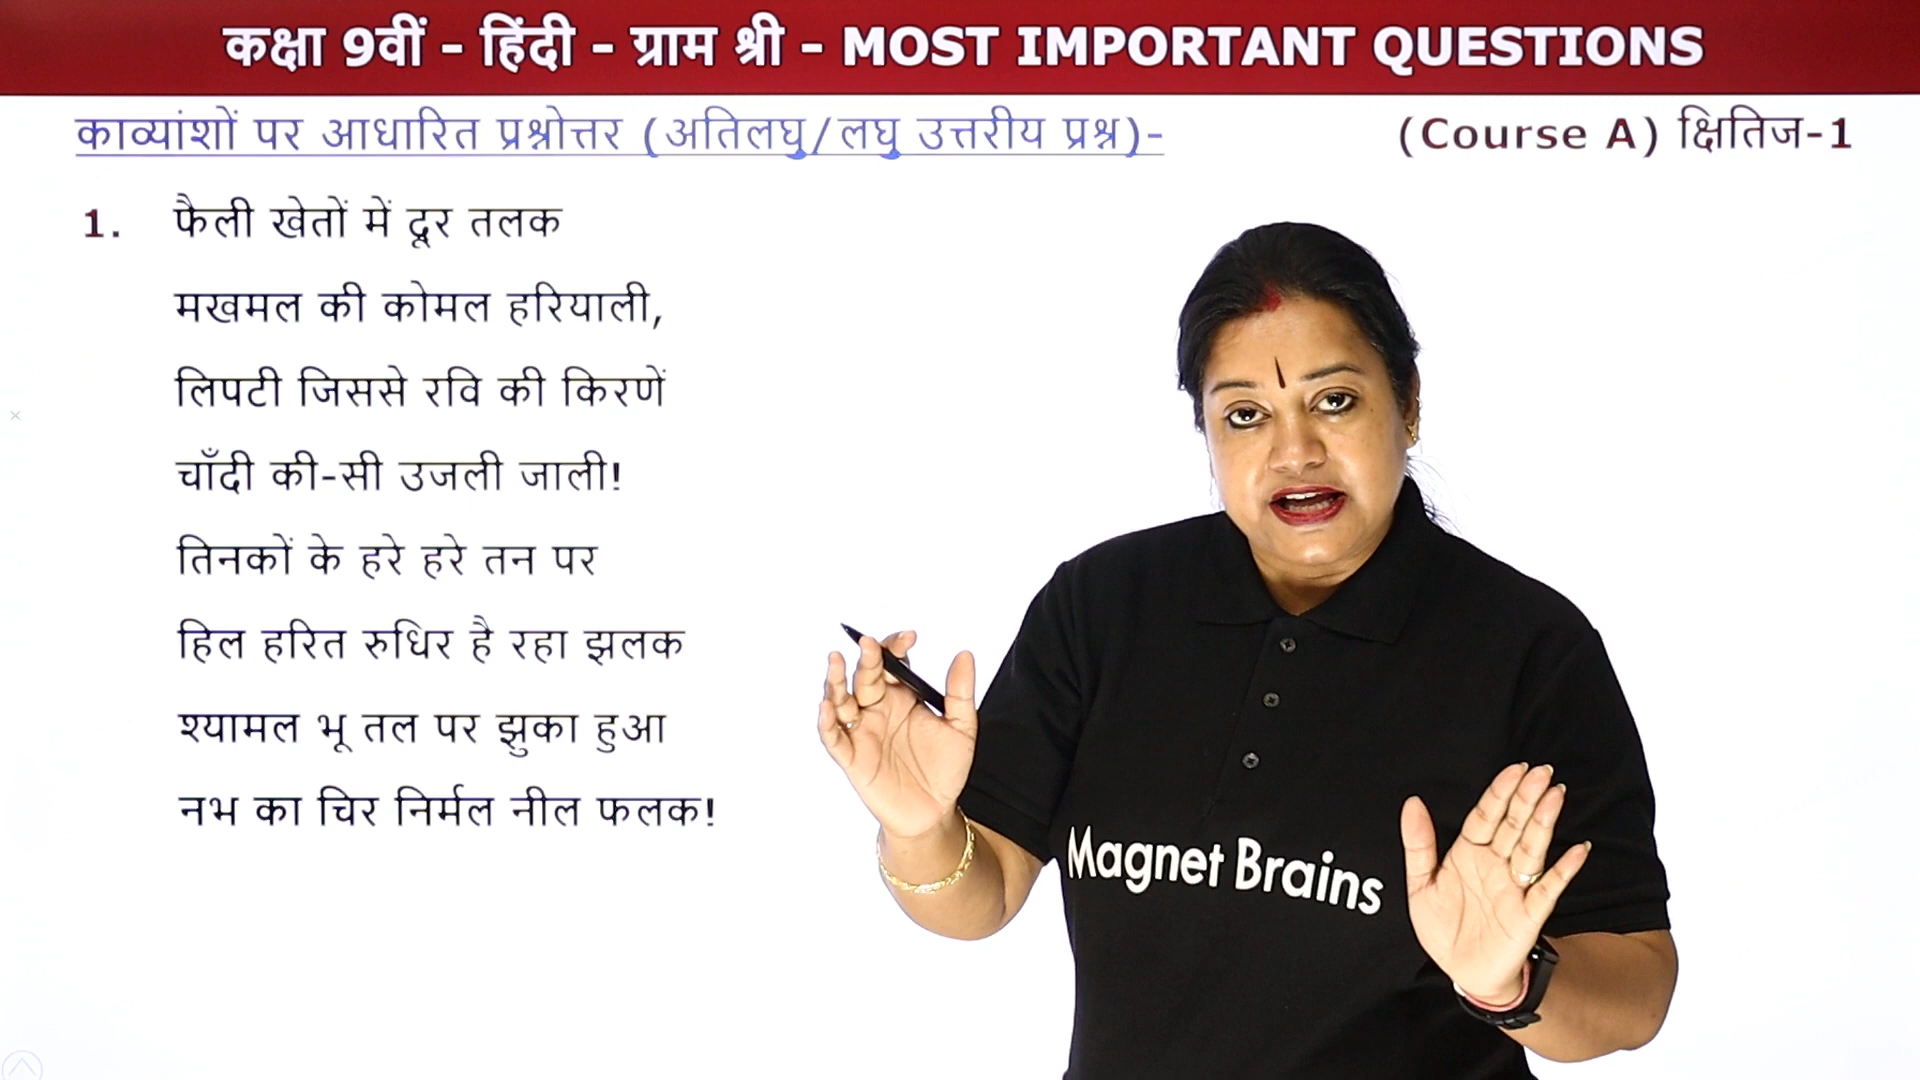 कक्षा 9वीं - हिंदी - ग्राम श्री - MOST IMPORTANT QUESTIONS
काव्यांशों पर आधारित प्रश्नोत्तर (अतिलघु/लघु उत्तरीय प्रश्न)-
(Course A) क्षितिज-1
1. फैली खेतों में दूर तलक
मखमल की कोमल हरियाली,
लिपटी जिससे रवि की किरणें
चाँदी की-सी उजली जाली!
तिनकों के हरे हरे तन पर
हिल हरित रुधिर है रहा झलक
श्यामल भू तल पर झुका हुआ
नभ का चिर निर्मल नील फलक!
Magnet Brains